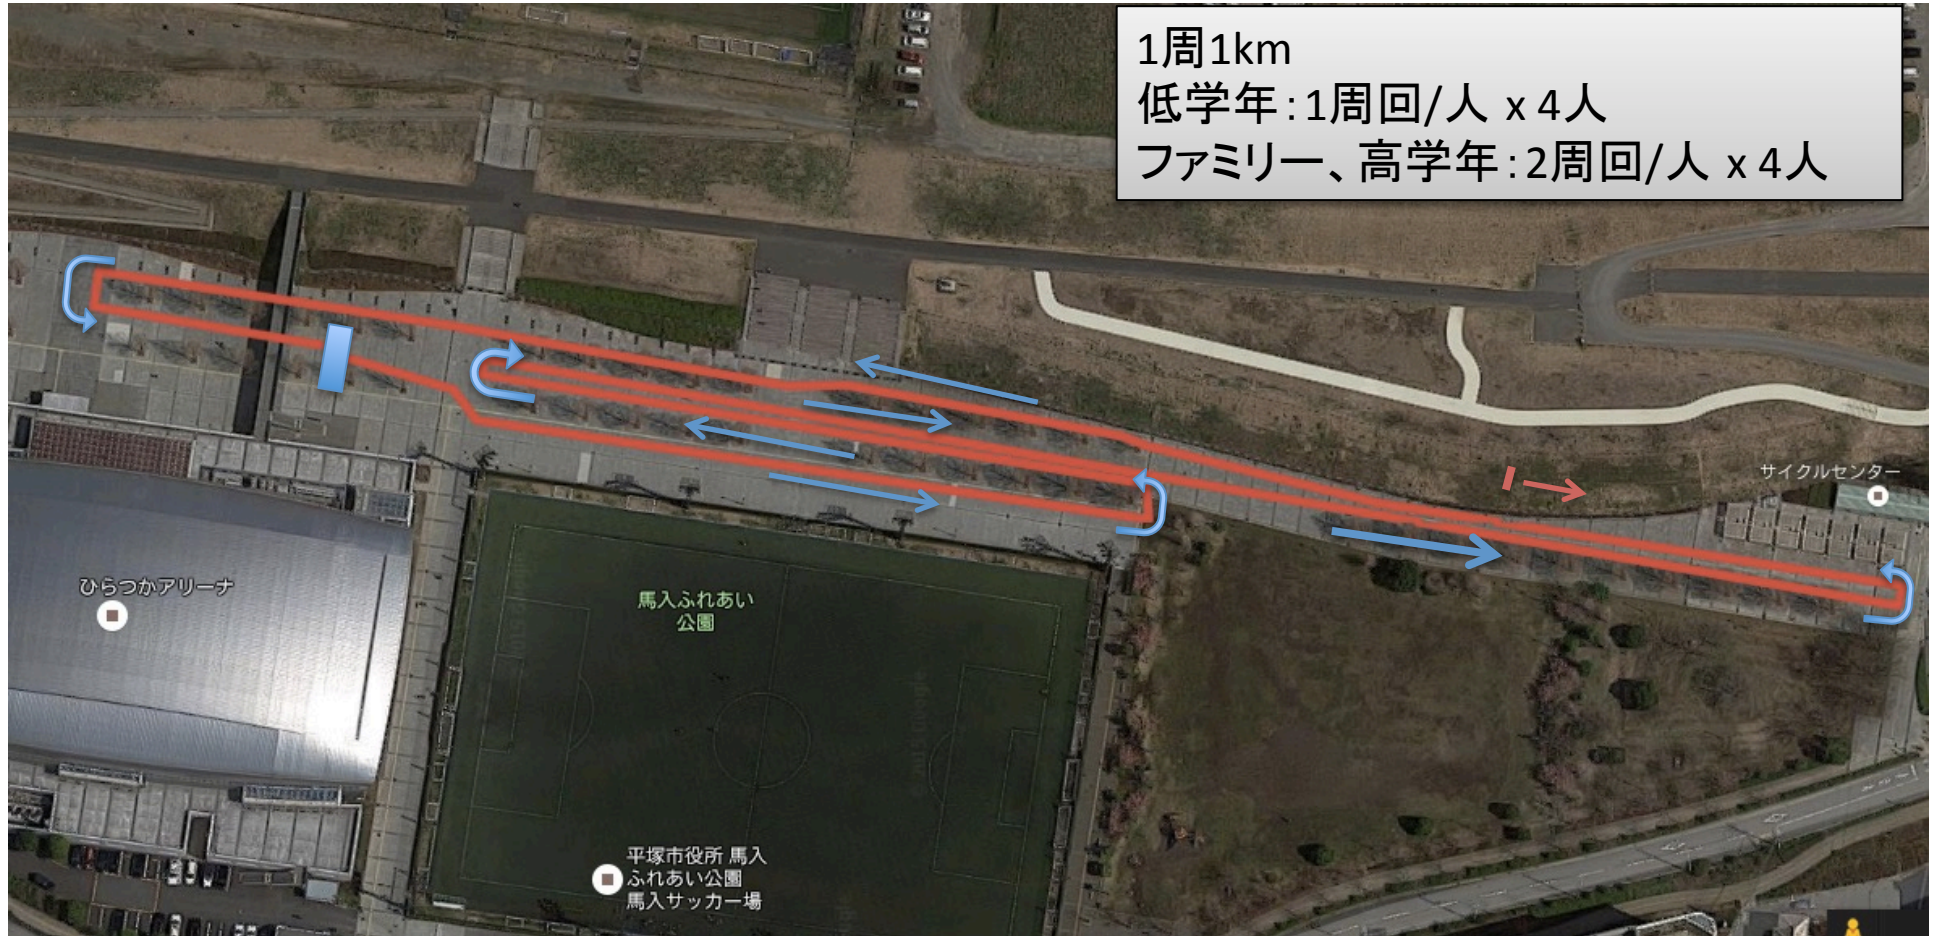 1周1km
低学年：1周回/人 x 4人
ファミリー、高学年：2周回/人 x 4人
サイクルセンター
ひらつかアリーナ
馬入ふれあい
公園
平塚市役所 馬入
ふれあい公園
馬入サッカー場